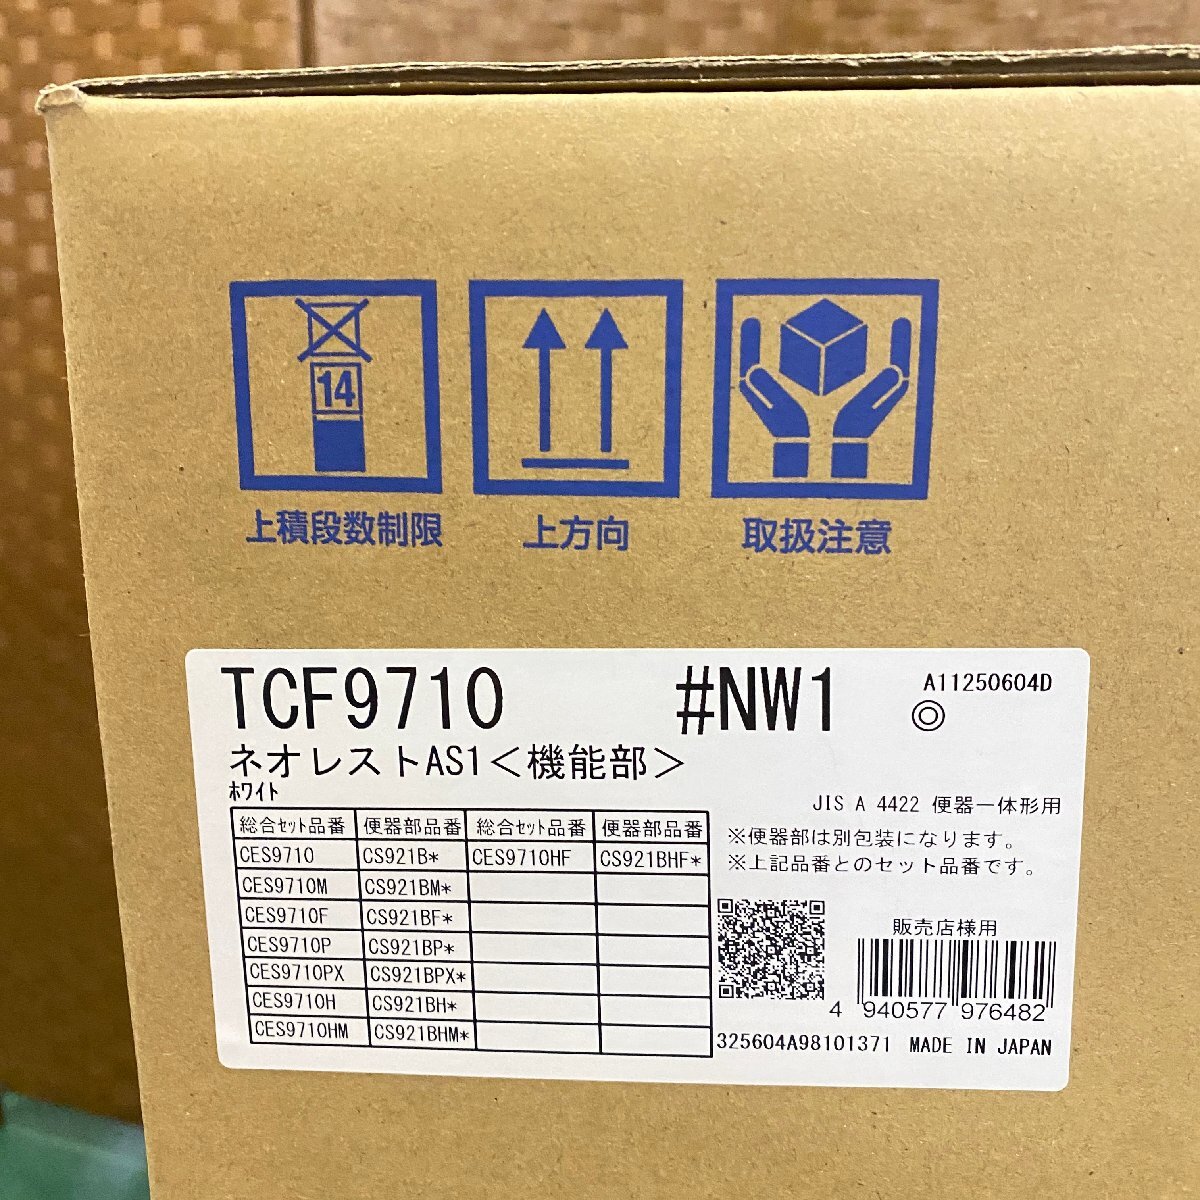 14
上積段数制限
上方向
取扱注意
TCF9710 #NW1 A11250604D
ネオレストAS1＜機能部＞ ◎
ﾎﾜｲﾄ
JIS A 4422 便器一体形用
※便器部は別包装になります。
※上記品番とのセット品番です。
総合ｾｯﾄ品番 便器部品番 総合ｾｯﾄ品番 便器部品番
CES9710 CS921B* CES9710HF CS921BHF*
CES9710M CS921BM*
CES9710F CS921BF*
CES9710P CS921BP*
CES9710PX CS921BPX*
CES9710H CS921BH*
CES9710HM CS921BHM*
販売店様用
4 940577 976482
325604A98101371 MADE IN JAPAN